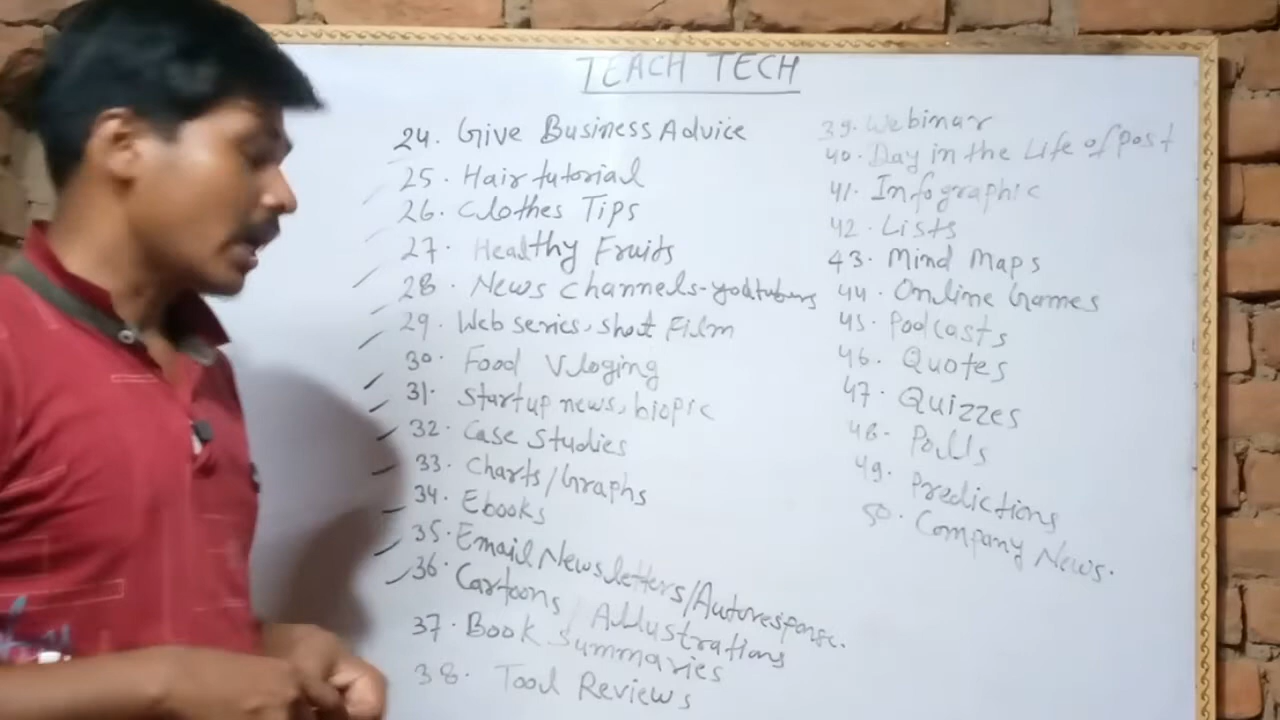 TEACH TECH
24. Give Business Advice
25. Hair tutorial
26. Clothes Tips
27. Healthy Fruits
28. News channels-youtubers
29. Web series, short Film
30. Food Vloging
31. Startup news, biopic
32. Case Studies
33. Charts/Graphs
34. Ebooks
35. Email Newsletters/Autoresponse.
36. Cartoons / Allustrations
37. Book Summaries
38. Tool Reviews
39. Webinar
40. Day in the Life of post
41. Infographic
42. Lists
43. Mind Maps
44. Online Games
45. Podcasts
46. Quotes
47. Quizzes
48. Polls
49. Predictions
50. Company News.